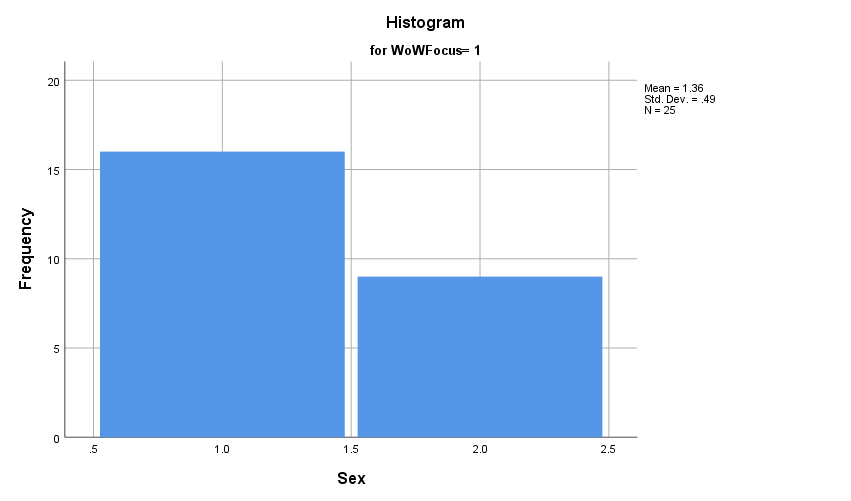 Histogram
for WoWFocus= 1
Mean = 1.36
Std. Dev. = .49
N = 25
Frequency
20
15
10
5
0
.5 1.0 1.5 2.0 2.5
Sex